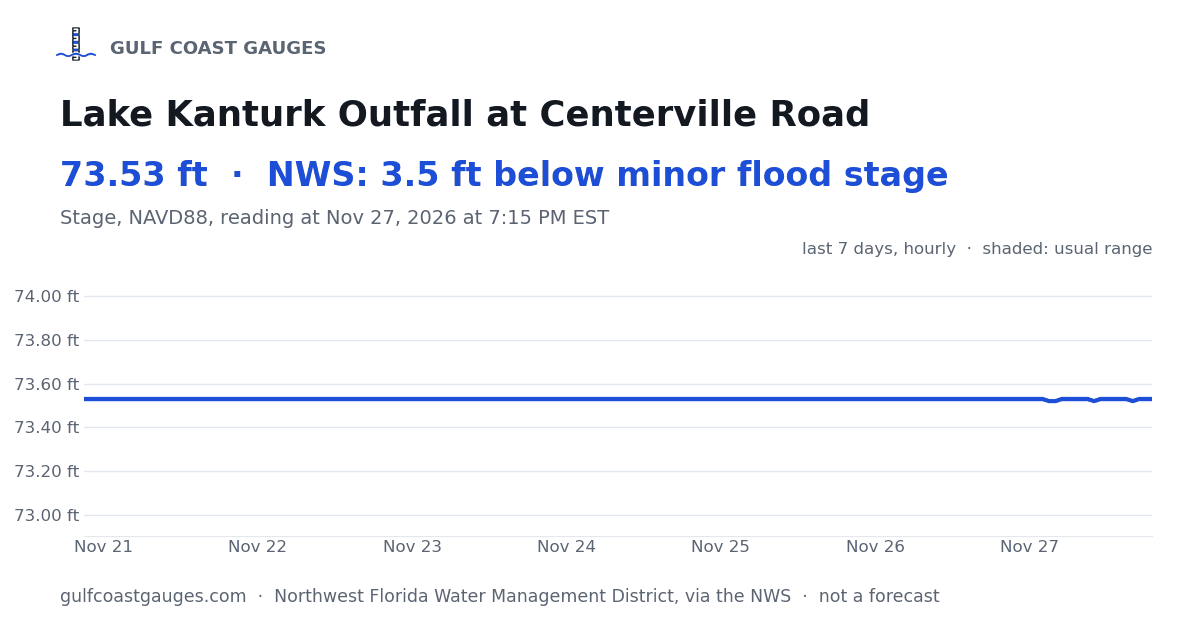 GULF COAST GAUGES
Lake Kanturk Outfall at Centerville Road
73.53 ft · NWS: 3.5 ft below minor flood stage
Stage, NAVD88, reading at Nov 27, 2026 at 7:15 PM EST
last 7 days, hourly · shaded: usual range
74.00 ft
73.80 ft
73.60 ft
73.40 ft
73.20 ft
73.00 ft
Nov 21 Nov 22 Nov 23 Nov 24 Nov 25 Nov 26 Nov 27
gulfcoastgauges.com · Northwest Florida Water Management District, via the NWS · not a forecast